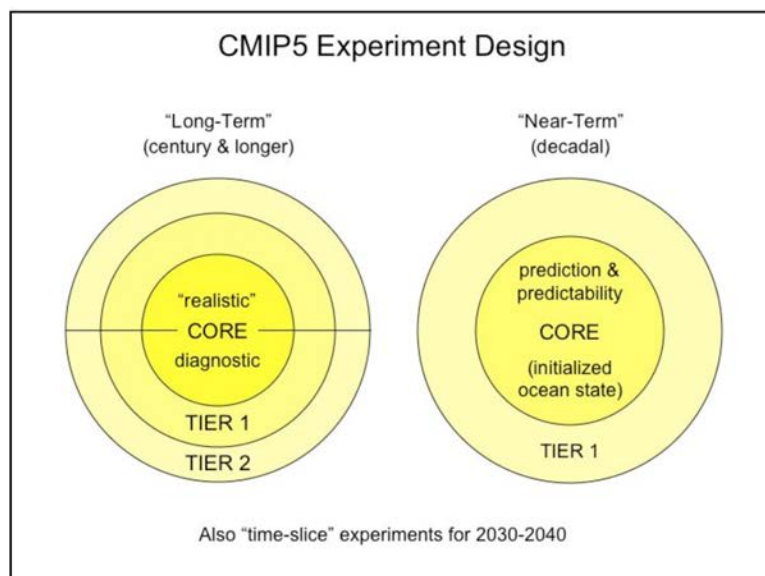 CMIP5 Experiment Design
“Long-Term”
(century & longer)
“realistic”
CORE
diagnostic
TIER 1
TIER 2
“Near-Term”
(decadal)
prediction &
predictability
CORE
(initialized
ocean state)
TIER 1
Also “time-slice” experiments for 2030-2040